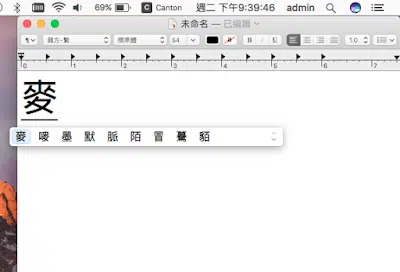 69% C Canton 週二 下午9:39:46 admin
未命名 — 已編輯
¶ 蘋方-繁 標準體 64 a B I U 1.0
0 1 2 3 4 5 6 7
麥
麥 嘜 墨 默 脈 陌 冒 驀 貊